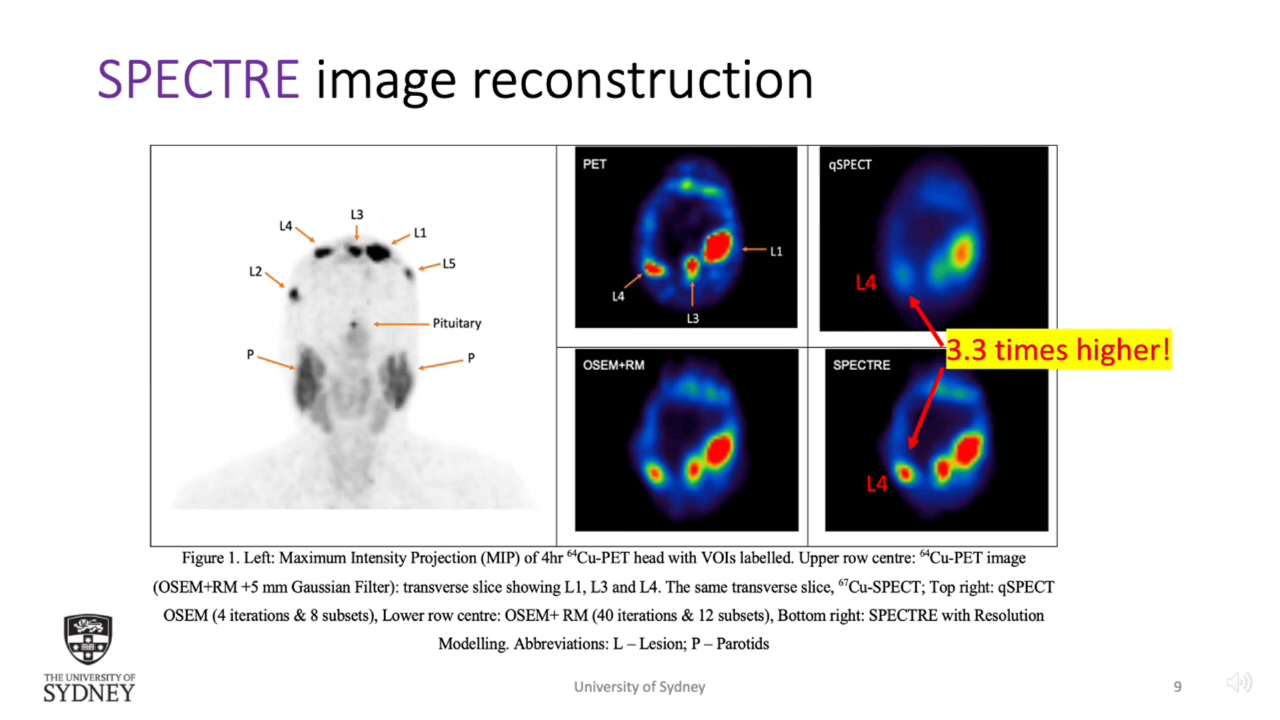 SPECTRE image reconstruction
L3
L4
L1
L5
L2
Pituitary
P
P
PET
L1
L4
L3
qSPECT
L4
3.3 times higher!
OSEM+RM
SPECTRE
L4
Figure 1. Left: Maximum Intensity Projection (MIP) of 4hr ⁶⁴Cu-PET head with VOIs labelled. Upper row centre: ⁶⁴Cu-PET image
(OSEM+RM +5 mm Gaussian Filter): transverse slice showing L1, L3 and L4. The same transverse slice, ⁶⁷Cu-SPECT; Top right: qSPECT
OSEM (4 iterations & 8 subsets), Lower row centre: OSEM+ RM (40 iterations & 12 subsets), Bottom right: SPECTRE with Resolution
Modelling. Abbreviations: L – Lesion; P – Parotids
THE UNIVERSITY OF
SYDNEY
University of Sydney
9